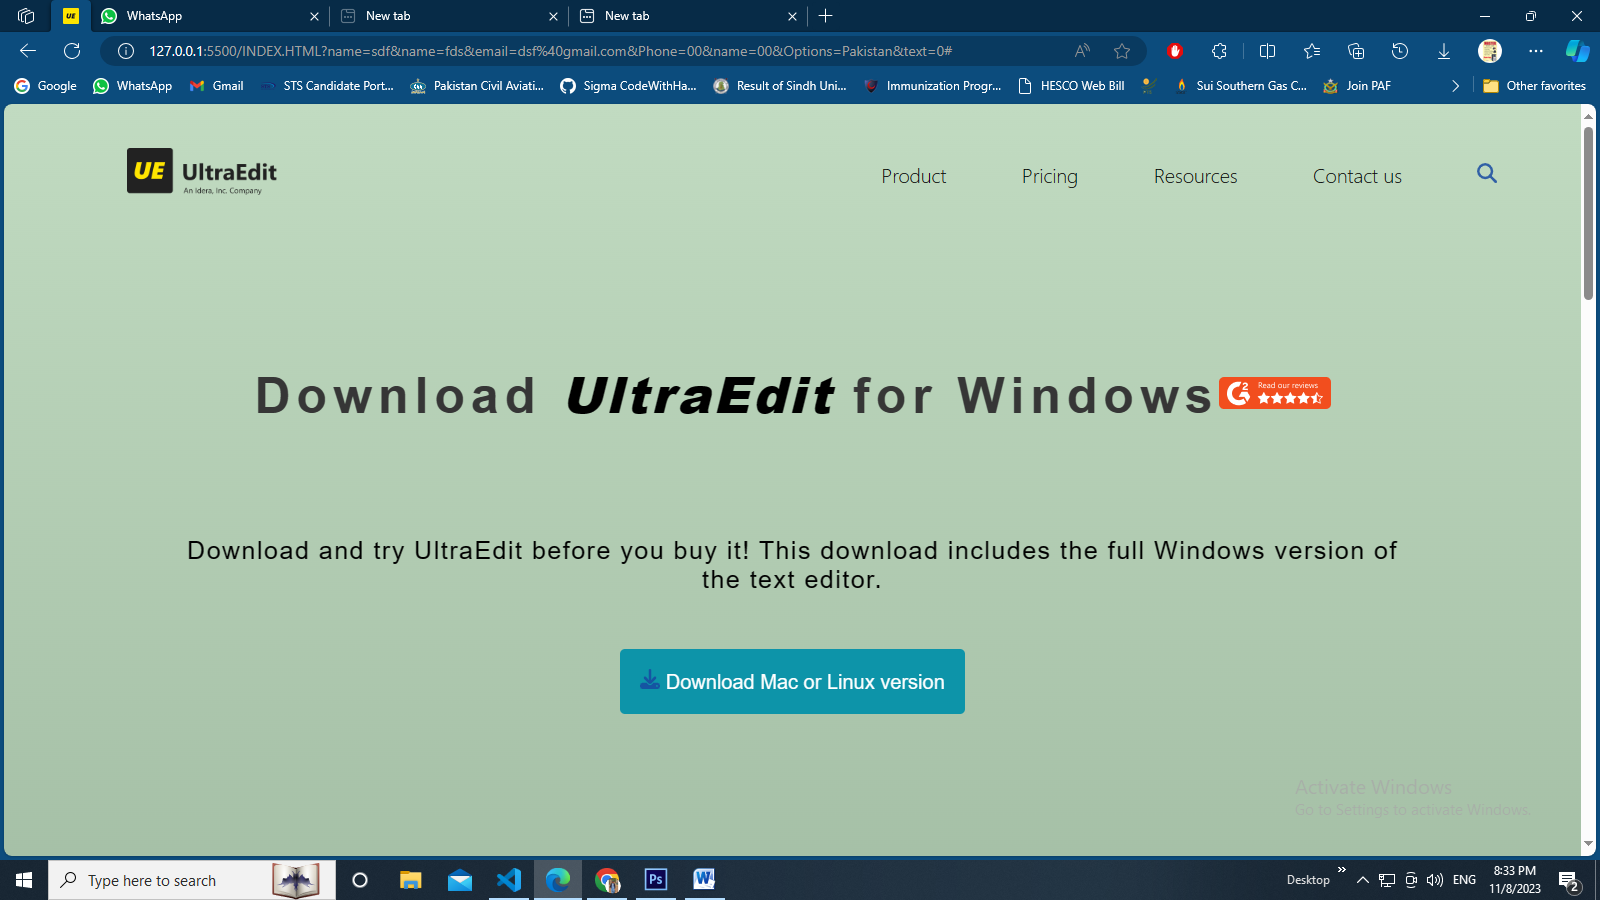 UE
WhatsApp
New tab
New tab
127.0.0.1:5500/INDEX.HTML?name=sdf&name=fds&email=dsf%40gmail.com&Phone=00&name=00&Options=Pakistan&text=0#
Google
WhatsApp
Gmail
STS Candidate Port...
Pakistan Civil Aviati...
Sigma CodeWithHa...
Result of Sindh Uni...
Immunization Progr...
HESCO Web Bill
Sui Southern Gas C...
Join PAF
Other favorites
UE UltraEdit
An Idera, Inc. Company
Product
Pricing
Resources
Contact us
Download UltraEdit for Windows
G2 Read our reviews
Download and try UltraEdit before you buy it! This download includes the full Windows version of
the text editor.
Download Mac or Linux version
Activate Windows
Go to Settings to activate Windows.
Type here to search
Ps
W
Desktop
ENG
8:33 PM
11/8/2023
2